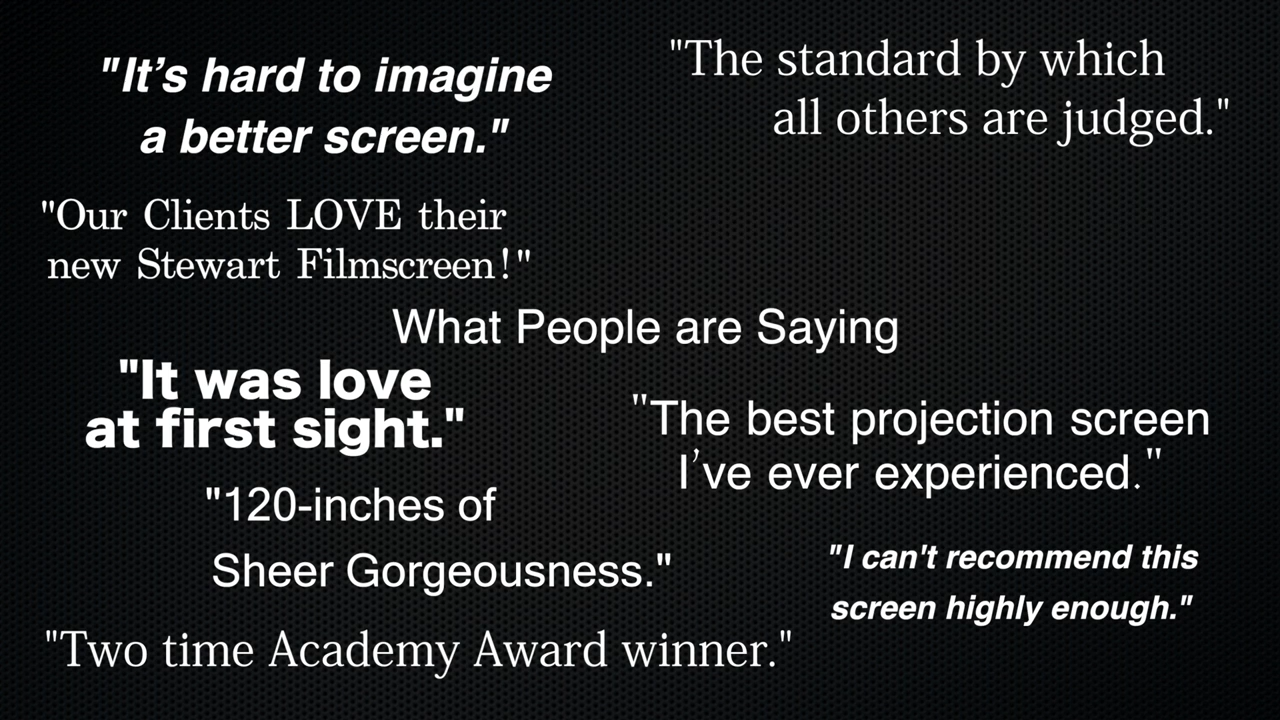 "It’s hard to imagine
a better screen."
"The standard by which
all others are judged."
"Our Clients LOVE their
new Stewart Filmscreen!"
What People are Saying
"It was love
at first sight."
"The best projection screen
I’ve ever experienced."
"120-inches of
Sheer Gorgeousness."
"I can't recommend this
screen highly enough."
"Two time Academy Award winner."